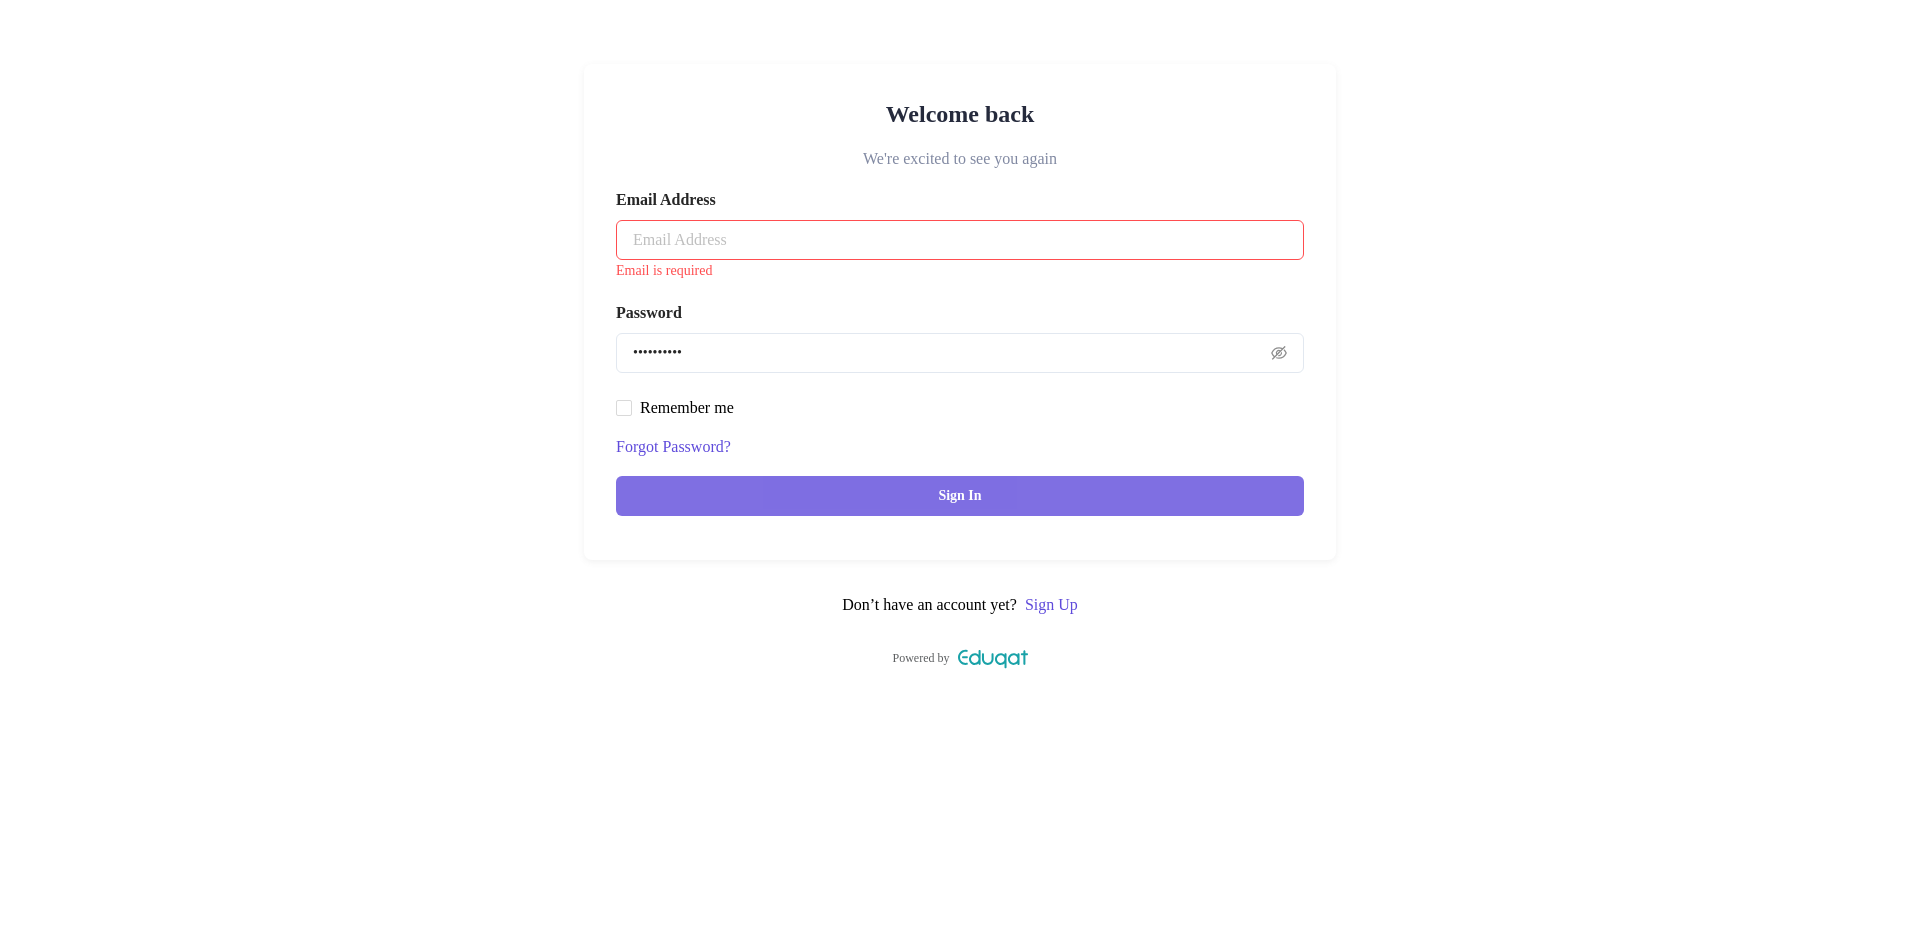 Welcome back
We're excited to see you again
Email Address
Email Address
Email is required
Password
••••••••••
Remember me
Forgot Password?
Sign In
Don’t have an account yet? Sign Up
Powered by Eduqat